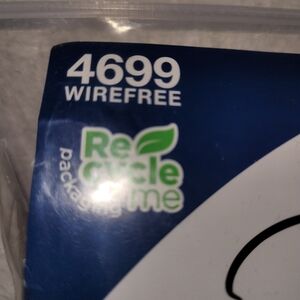 4699
WIREFREE
Re
cycle
me
packaging